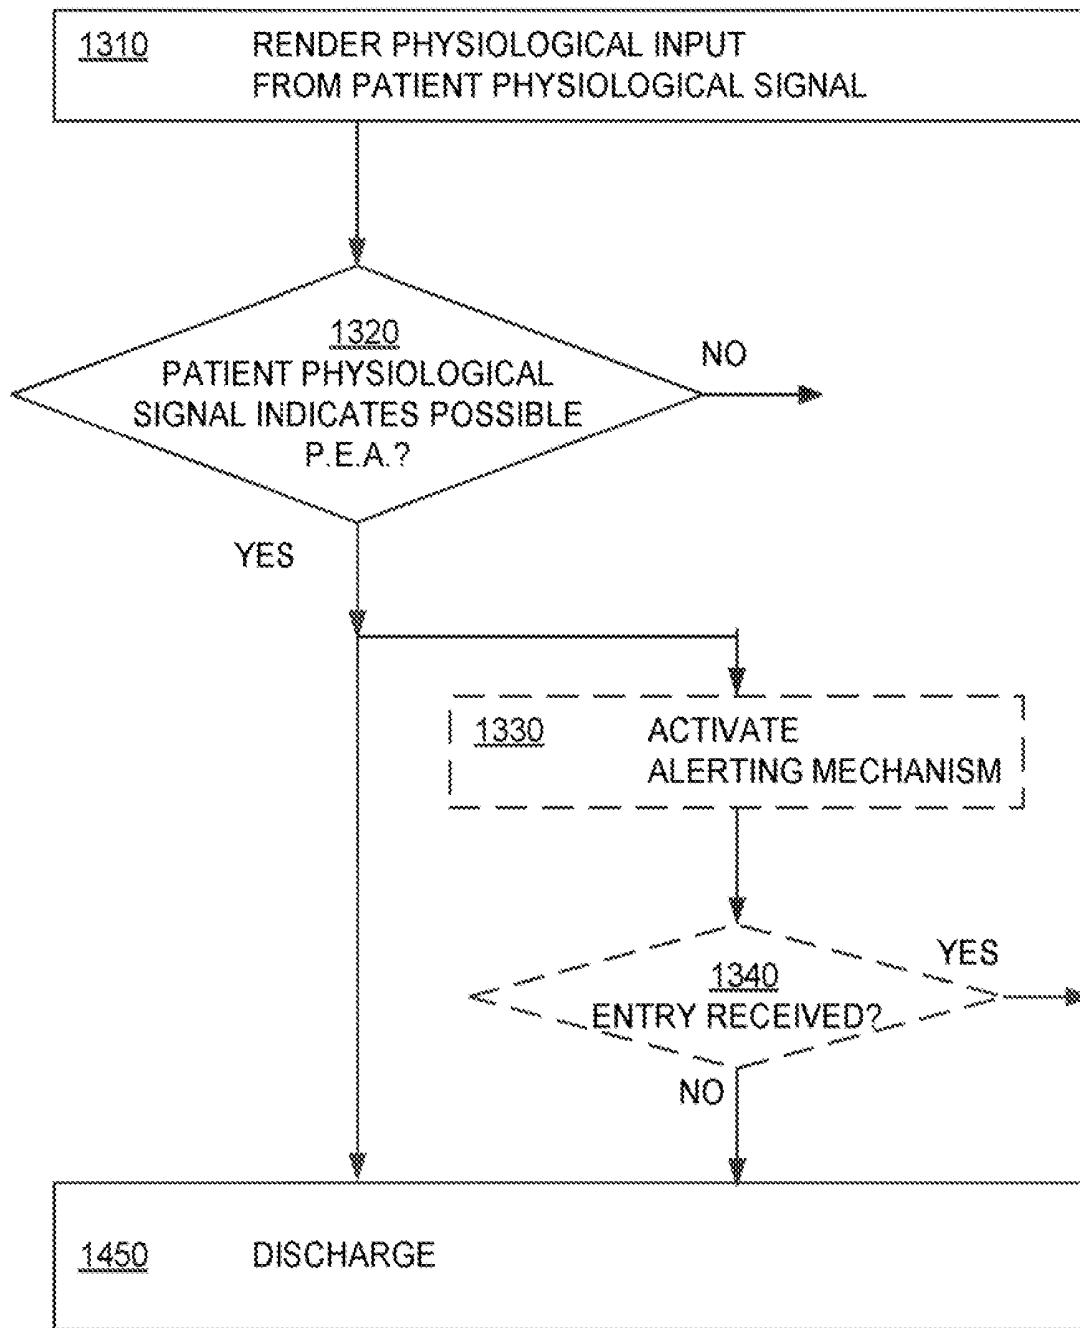 1310 RENDER PHYSIOLOGICAL INPUT
FROM PATIENT PHYSIOLOGICAL SIGNAL
1320
PATIENT PHYSIOLOGICAL
SIGNAL INDICATES POSSIBLE
P.E.A.?
NO
YES
1330 ACTIVATE
ALERTING MECHANISM
1340
ENTRY RECEIVED?
YES
NO
1450 DISCHARGE